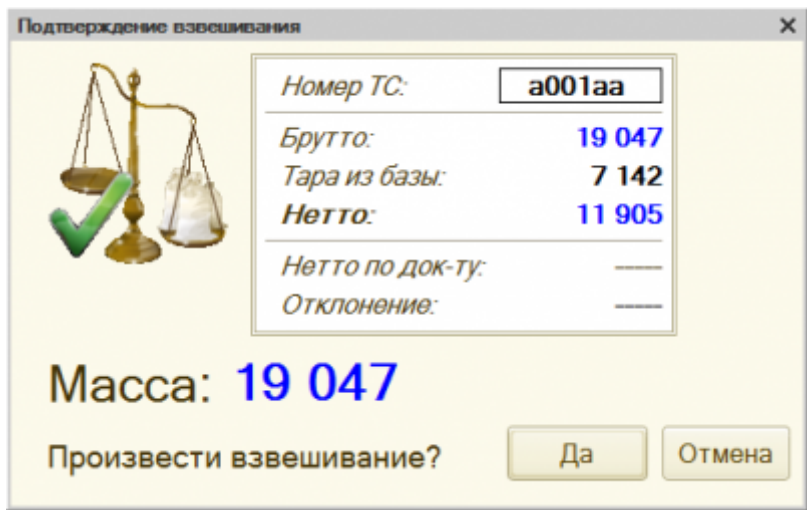 Подтверждение взвешивания
Номер ТС: а001аа
Брутто: 19 047
Тара из базы: 7 142
Нетто: 11 905
Нетто по док-ту: -----
Отклонение: -----
Масса: 19 047
Произвести взвешивание? Да Отмена